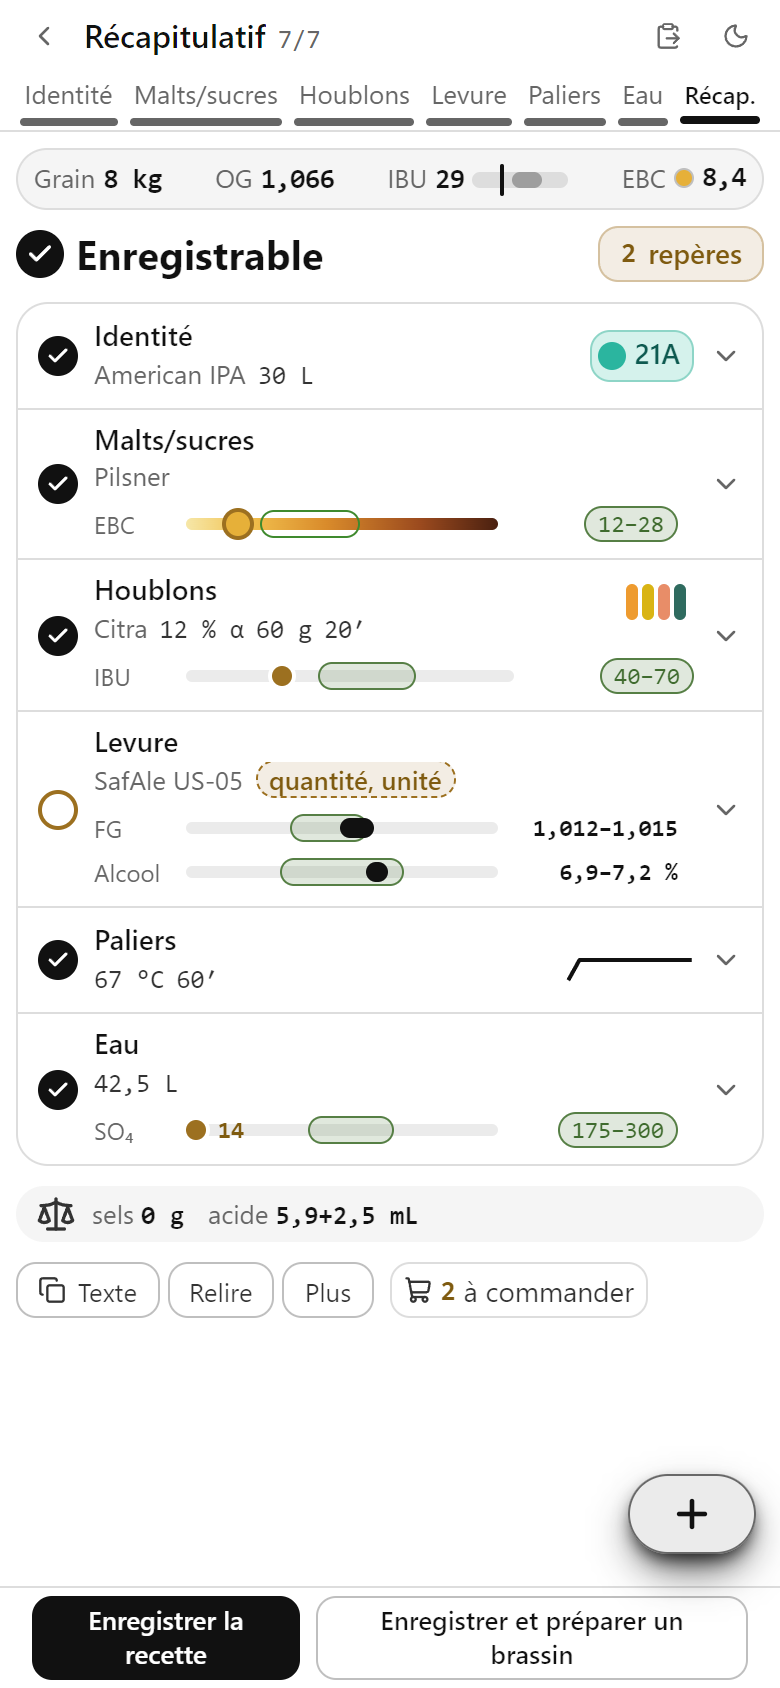 Récapitulatif 7/7
Identité Malts/sucres Houblons Levure Paliers Eau Récap.
Grain 8 kg OG 1,066 IBU 29 EBC 8,4
Enregistrable 2 repères
Identité
American IPA 30 L 21A
Malts/sucres
Pilsner
EBC 12–28
Houblons
Citra 12 % α 60 g 20′
IBU 40–70
Levure
SafAle US-05 quantité, unité
FG 1,012–1,015
Alcool 6,9–7,2 %
Paliers
67 °C 60′
Eau
42,5 L
SO₄ 14 175–300
sels 0 g acide 5,9+2,5 mL
Texte Relire Plus 2 à commander
Enregistrer la recette
Enregistrer et préparer un brassin